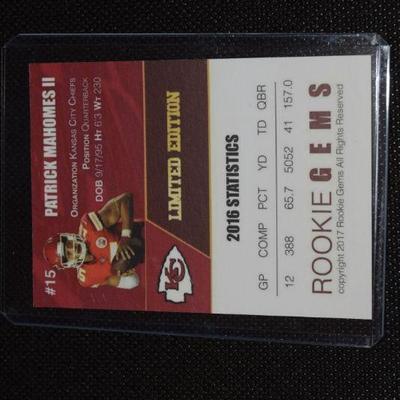 #15
PATRICK MAHOMES II
ORGANIZATION KANSAS CITY CHIEFS
POSITION QUARTERBACK
DOB 9/17/95 HT 6:3 WT 230
KC
LIMITED EDITION
2016 STATISTICS
GP COMP PCT YD TD QBR
12 388 65.7 5052 41 157.0
ROOKIE GEMS
copyright 2017 Rookie Gems All Rights Reserved